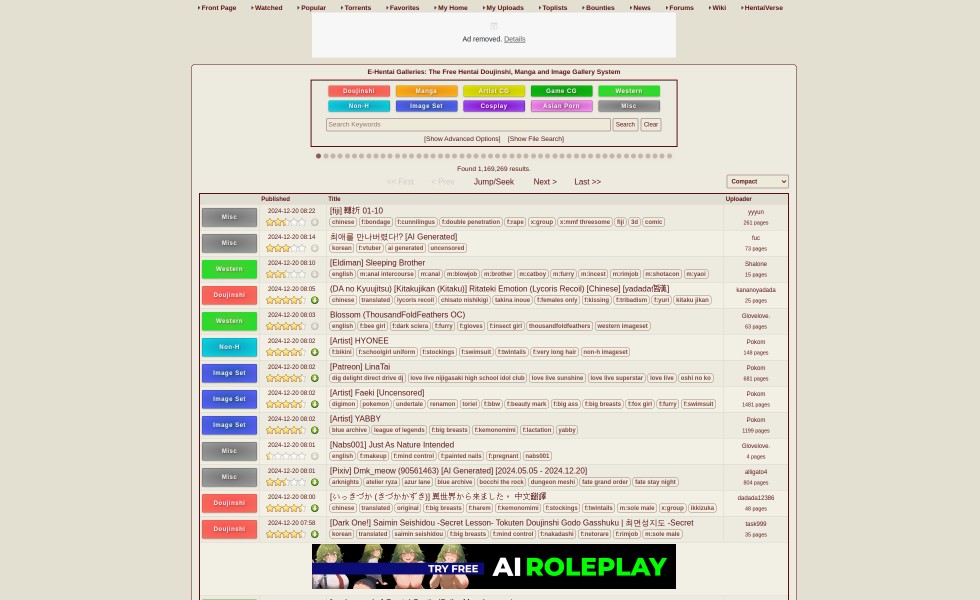 Front Page Watched Popular Torrents Favorites My Home My Uploads Toplists Bounties News Forums Wiki HentaiVerse
Ad removed. Details
E-Hentai Galleries: The Free Hentai Doujinshi, Manga and Image Gallery System
Doujinshi Manga Artist CG Game CG Western
Non-H Image Set Cosplay Asian Porn Misc
Search Keywords Search Clear
[Show Advanced Options] [Show File Search]
Found 1,169,269 results.
<< First < Prev Jump/Seek Next > Last >> Compact
Published Title Uploader
Misc 2024-12-20 08:22 [fiji] 轉折 01-10 yyyun
chinese f:bondage f:cunnilingus f:double penetration f:rape x:group x:mmf threesome fiji 3d comic 261 pages
Misc 2024-12-20 08:14 최애를 만나버렸다!? [AI Generated] fuc
korean f:vtuber ai generated uncensored 73 pages
Western 2024-12-20 08:10 [Eldiman] Sleeping Brother Shalone
english m:anal intercourse m:anal m:blowjob m:brother m:catboy m:furry m:incest m:rimjob m:shotacon m:yaoi 15 pages
Doujinshi 2024-12-20 08:05 (DA no Kyuujitsu) [Kitakujikan (Kitaku)] Ritateki Emotion (Lycoris Recoil) [Chinese] kananoyadada
chinese translated lycoris recoil chisato nishikigi takina inoue f:females only f:kissing f:tribadism f:yuri kitaku jikan 25 pages
Western 2024-12-20 08:03 Blossom (ThousandFoldFeathers OC) Glovelove.
english f:bee girl f:dark sclera f:furry f:gloves f:insect girl thousandfoldfeathers western imageset 63 pages
Non-H 2024-12-20 08:02 [Artist] HYONEE Pokom
f:bikini f:schoolgirl uniform f:stockings f:swimsuit f:twintails f:very long hair non-h imageset 148 pages
Image Set 2024-12-20 08:02 [Patreon] LinaTai Pokom
dig delight direct drive dj love live nijigasaki high school idol club love live sunshine love live superstar love live oshi no ko 681 pages
Image Set 2024-12-20 08:02 [Artist] Faeki [Uncensored] Pokom
digimon pokemon undertale renamon toriel f:bbw f:beauty mark f:big ass f:big breasts f:fox girl f:furry f:swimsuit 1481 pages
Image Set 2024-12-20 08:02 [Artist] YABBY Pokom
blue archive league of legends f:big breasts f:kemonomimi f:lactation yabby 1199 pages
Misc 2024-12-20 08:01 [Nabs001] Just As Nature Intended Glovelove.
english f:makeup f:mind control f:painted nails f:pregnant nabs001 4 pages
Misc 2024-12-20 08:01 [Pixiv] Dmk_meow (90561463) [AI Generated] [2024.05.05 - 2024.12.20] alligato4
arknights atelier ryza azur lane blue archive bocchi the rock dungeon meshi fate grand order fate stay night 804 pages
Doujinshi 2024-12-20 08:00 [いっきづか (きづかかずき)] 異世界から来ました・ 中文翻譯 dadada12386
chinese translated original f:big breasts f:harem f:kemonomimi f:stockings f:twintails m:sole male x:group ikkizuka 48 pages
Doujinshi 2024-12-20 07:58 [Dark One!] Saimin Seishidou -Secret Lesson- Tokuten Doujinshi Godo Gasshuku | 최면성지도 -Secret task999
korean translated saimin seishidou f:big breasts f:mind control f:nakadashi f:netorare f:rimjob m:sole male 35 pages
TRY FREE AI ROLEPLAY